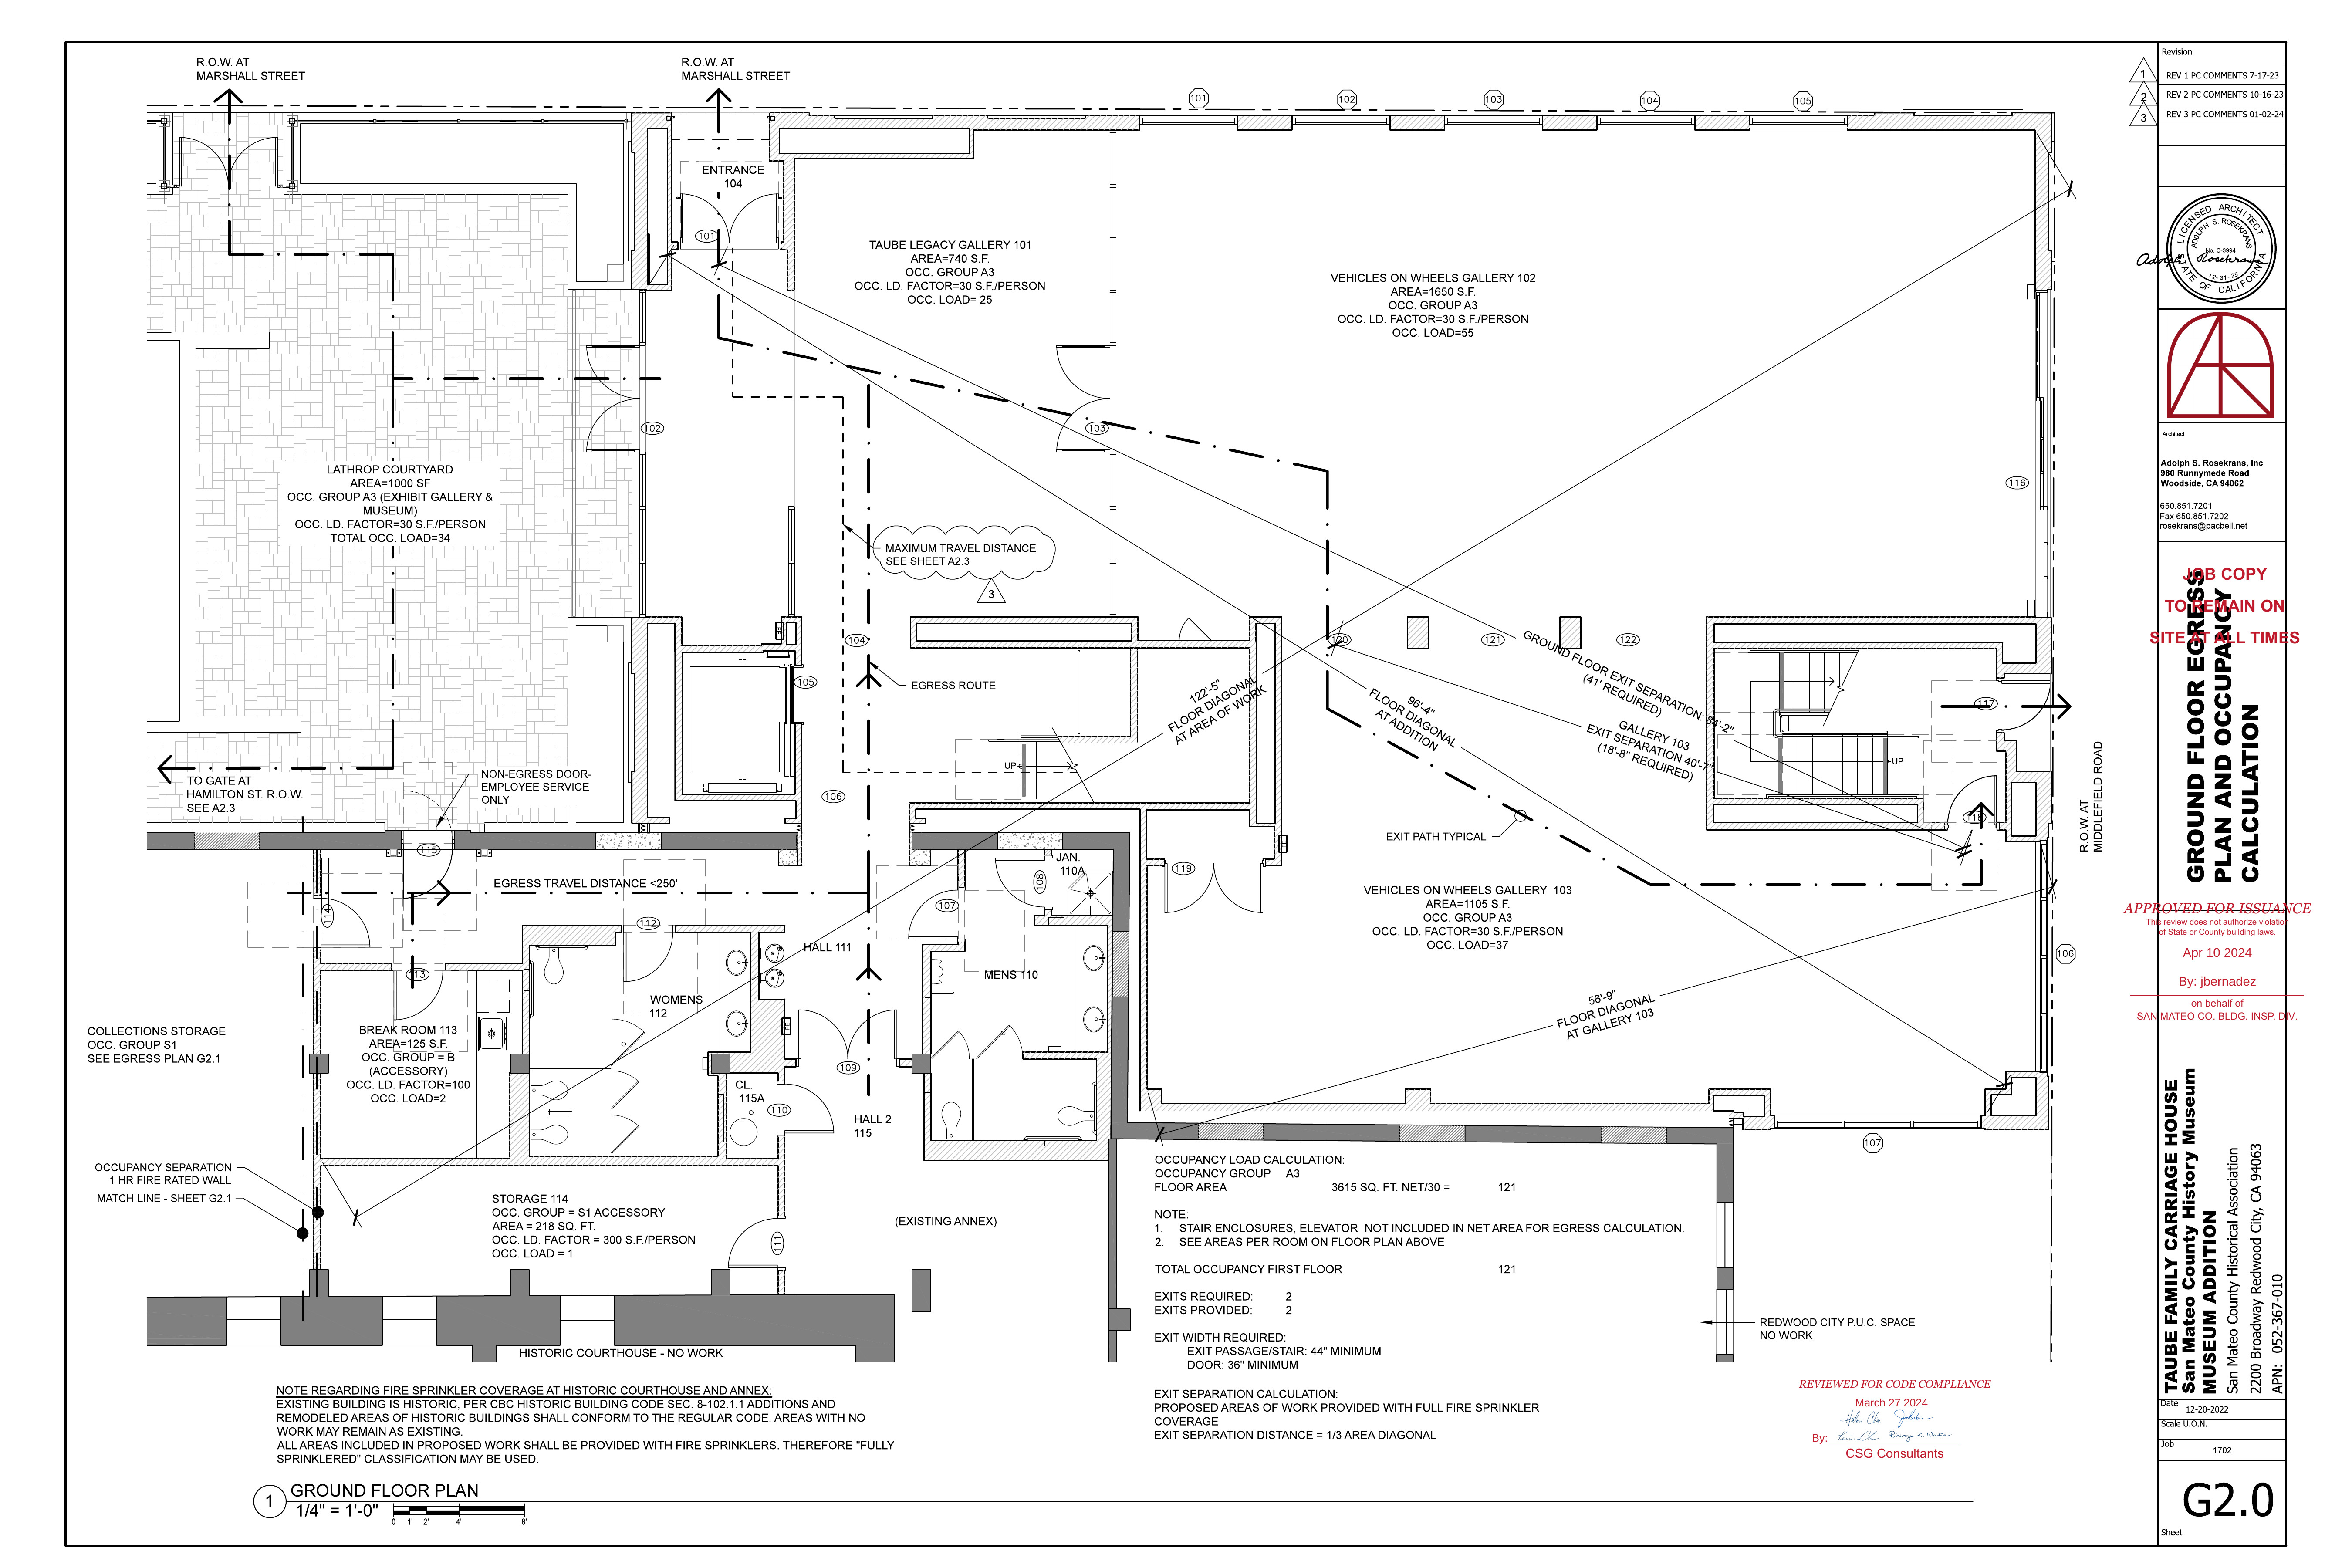 R.O.W. AT
MARSHALL STREET
R.O.W. AT
MARSHALL STREET
101
102
103
104
105
ENTRANCE
104
101
TAUBE LEGACY GALLERY 101
AREA=740 S.F.
OCC. GROUP A3
OCC. LD. FACTOR=30 S.F./PERSON
OCC. LOAD= 25
VEHICLES ON WHEELS GALLERY 102
AREA=1650 S.F.
OCC. GROUP A3
OCC. LD. FACTOR=30 S.F./PERSON
OCC. LOAD=55
102
103
116
LATHROP COURTYARD
AREA=1000 SF
OCC. GROUP A3 (EXHIBIT GALLERY &
MUSEUM)
OCC. LD. FACTOR=30 S.F./PERSON
TOTAL OCC. LOAD=34
MAXIMUM TRAVEL DISTANCE
SEE SHEET A2.3
3
104
105
EGRESS ROUTE
120
121
122
GROUND FLOOR EXIT SEPARATION: 64'-2"
(41' REQUIRED)
122'-5"
FLOOR DIAGONAL
AT AREA OF WORK
96'-4"
FLOOR DIAGONAL
AT ADDITION
GALLERY 103
EXIT SEPARATION 40'-7"
(18'-8" REQUIRED)
117
UP
UP
118
106
TO GATE AT
HAMILTON ST. R.O.W.
SEE A2.3
NON-EGRESS DOOR-
EMPLOYEE SERVICE
ONLY
EXIT PATH TYPICAL
R.O.W. AT
MIDDLEFIELD ROAD
115
EGRESS TRAVEL DISTANCE <250'
JAN.
110A
108
119
107
114
112
HALL 111
MENS 110
113
WOMENS
112
VEHICLES ON WHEELS GALLERY 103
AREA=1105 S.F.
OCC. GROUP A3
OCC. LD. FACTOR=30 S.F./PERSON
OCC. LOAD=37
106
56'-9"
FLOOR DIAGONAL
AT GALLERY 103
COLLECTIONS STORAGE
OCC. GROUP S1
SEE EGRESS PLAN G2.1
BREAK ROOM 113
AREA=125 S.F.
OCC. GROUP = B
(ACCESSORY)
OCC. LD. FACTOR=100
OCC. LOAD=2
109
CL.
115A
110
HALL 2
115
107
OCCUPANCY SEPARATION
1 HR FIRE RATED WALL
MATCH LINE - SHEET G2.1
STORAGE 114
OCC. GROUP = S1 ACCESSORY
AREA = 218 SQ. FT.
OCC. LD. FACTOR = 300 S.F./PERSON
OCC. LOAD = 1
111
(EXISTING ANNEX)
HISTORIC COURTHOUSE - NO WORK
OCCUPANCY LOAD CALCULATION:
OCCUPANCY GROUP A3
FLOOR AREA 3615 SQ. FT. NET/30 = 121
NOTE:
1. STAIR ENCLOSURES, ELEVATOR NOT INCLUDED IN NET AREA FOR EGRESS CALCULATION.
2. SEE AREAS PER ROOM ON FLOOR PLAN ABOVE
TOTAL OCCUPANCY FIRST FLOOR 121
EXITS REQUIRED: 2
EXITS PROVIDED: 2
EXIT WIDTH REQUIRED:
EXIT PASSAGE/STAIR: 44" MINIMUM
DOOR: 36" MINIMUM
EXIT SEPARATION CALCULATION:
PROPOSED AREAS OF WORK PROVIDED WITH FULL FIRE SPRINKLER
COVERAGE
EXIT SEPARATION DISTANCE = 1/3 AREA DIAGONAL
REDWOOD CITY P.U.C. SPACE
NO WORK
REVIEWED FOR CODE COMPLIANCE
March 27 2024
By:
CSG Consultants
NOTE REGARDING FIRE SPRINKLER COVERAGE AT HISTORIC COURTHOUSE AND ANNEX:
EXISTING BUILDING IS HISTORIC, PER CBC HISTORIC BUILDING CODE SEC. 8-102.1.1 ADDITIONS AND
REMODELED AREAS OF HISTORIC BUILDINGS SHALL CONFORM TO THE REGULAR CODE. AREAS WITH NO
WORK MAY REMAIN AS EXISTING.
ALL AREAS INCLUDED IN PROPOSED WORK SHALL BE PROVIDED WITH FIRE SPRINKLERS. THEREFORE "FULLY
SPRINKLERED" CLASSIFICATION MAY BE USED.
1
GROUND FLOOR PLAN
1/4" = 1'-0"
0 1' 2' 4' 8'
Revision
1 REV 1 PC COMMENTS 7-17-23
2 REV 2 PC COMMENTS 10-16-23
3 REV 3 PC COMMENTS 01-02-24
LICENSED ARCHITECT
ADOLPH S. ROSEKRANS
No. C-3994
Adolph Rosekrans
12-31-25
STATE OF CALIFORNIA
Architect
Adolph S. Rosekrans, Inc
980 Runnymede Road
Woodside, CA 94062
650.851.7201
Fax 650.851.7202
rosekrans@pacbell.net
JOB COPY
TO REMAIN ON
SITE AT ALL TIMES
GROUND FLOOR EGRESS
PLAN AND OCCUPANCY
CALCULATION
APPROVED FOR ISSUANCE
This review does not authorize violation
of State or County building laws.
Apr 10 2024
By: jbernadez
on behalf of
SAN MATEO CO. BLDG. INSP. DIV.
TAUBE FAMILY CARRIAGE HOUSE
San Mateo County History Museum
MUSEUM ADDITION
San Mateo County Historical Association
2200 Broadway Redwood City, CA 94063
APN: 052-367-010
Date
12-20-2022
Scale U.O.N.
Job
1702
G2.0
Sheet